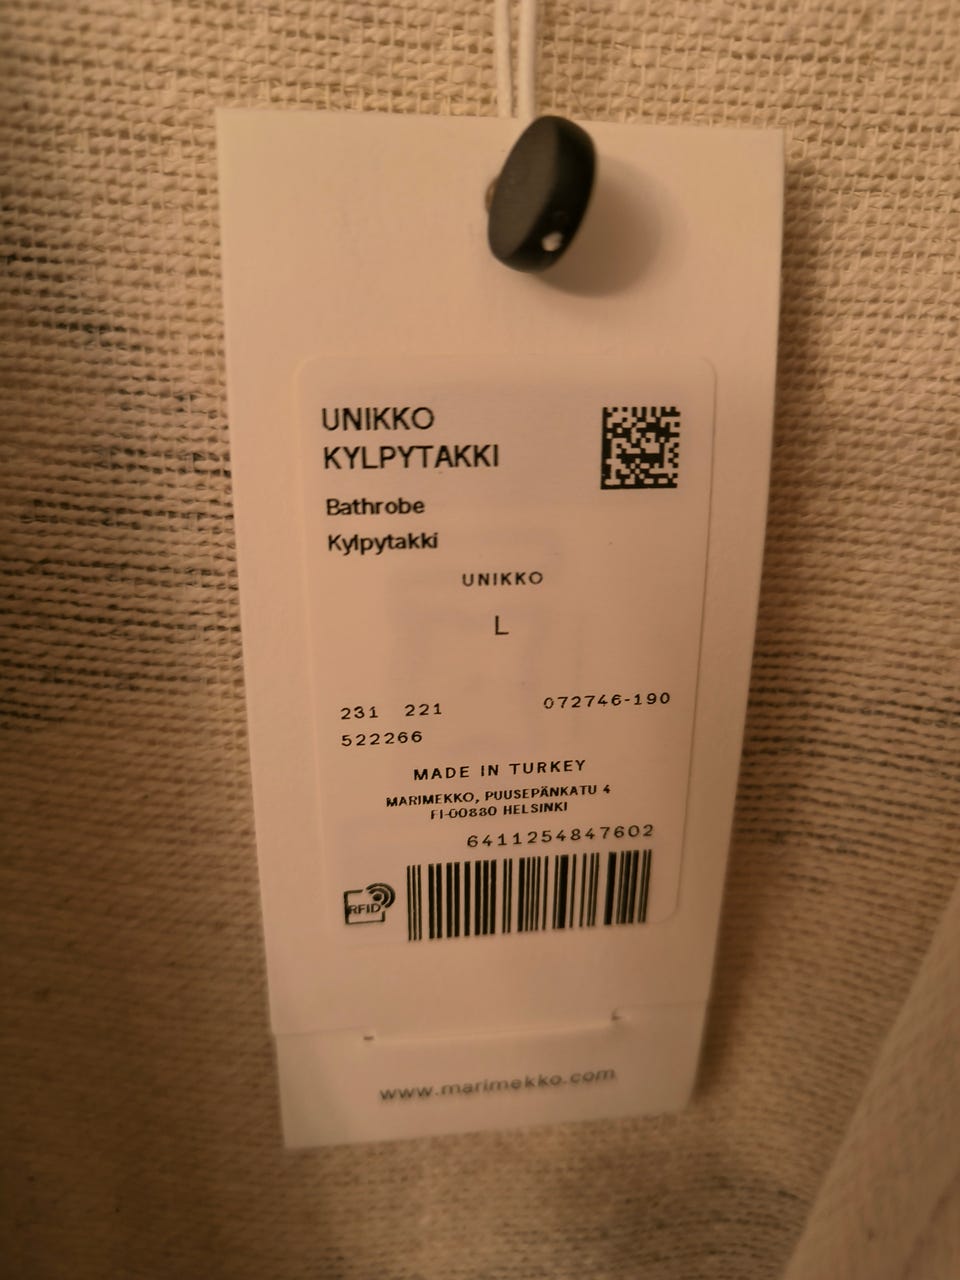 UNIKKO
KYLPYTAKKI
Bathrobe
Kylpytakki
UNIKKO
L
231 221 072746-190
522266
MADE IN TURKEY
MARIMEKKO, PUUSEPÄNKATU 4
FI-00880 HELSINKI
6411254847602
RFID
www.marimekko.com